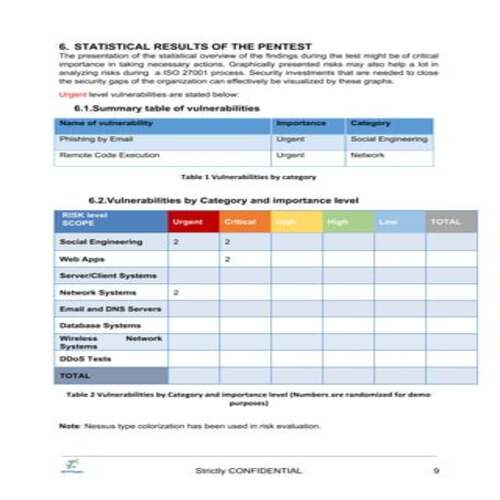 6. STATISTICAL RESULTS OF THE PENTEST
The presentation of the statistical overview of the findings during the test might be of critical
importance in taking necessary actions. Graphically presented risks may also help a lot in
analyzing risks during a ISO 27001 process. Security investments that are needed to close
the security gaps of the organization can effectively be visualized by these graphs.
Urgent level vulnerabilities are stated below:
6.1.Summary table of vulnerabilities
Name of vulnerability Importance Category
Phishing by Email Urgent Social Engineering
Remote Code Execution Urgent Network
Table 1 Vulnerabilities by category
6.2.Vulnerabilities by Category and importance level
RISK level
SCOPE Urgent Critical High High Low TOTAL
Social Engineering 2 2
Web Apps 2
Server/Client Systems
Network Systems 2
Email and DNS Servers
Database Systems
Wireless Network
Systems
DDoS Tests
TOTAL
Table 2 Vulnerabilities by Category and importance level (Numbers are randomized for demo
purposes)
Note: Nessus type colorization has been used in risk evaluation.
Strictly CONFIDENTIAL 9